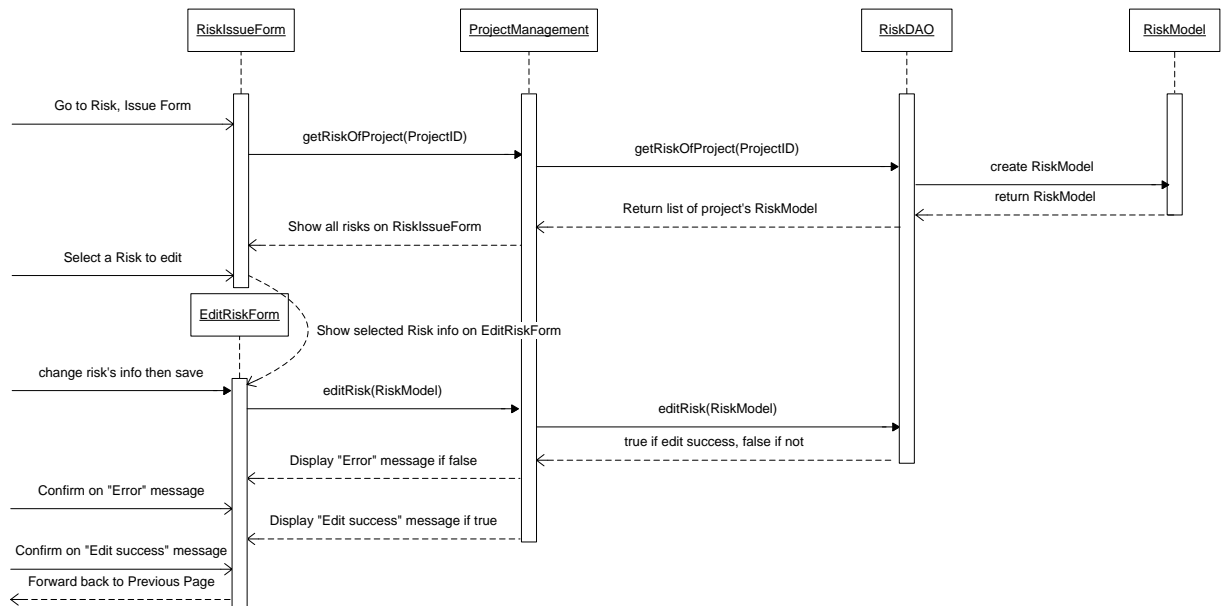 RiskIssueForm
ProjectManagement
RiskDAO
RiskModel
Go to Risk, Issue Form
getRiskOfProject(ProjectID)
getRiskOfProject(ProjectID)
create RiskModel
return RiskModel
Return list of project's RiskModel
Show all risks on RiskIssueForm
Select a Risk to edit
EditRiskForm
Show selected Risk info on EditRiskForm
change risk's info then save
editRisk(RiskModel)
editRisk(RiskModel)
true if edit success, false if not
Display "Error" message if false
Confirm on "Error" message
Display "Edit success" message if true
Confirm on "Edit success" message
Forward back to Previous Page